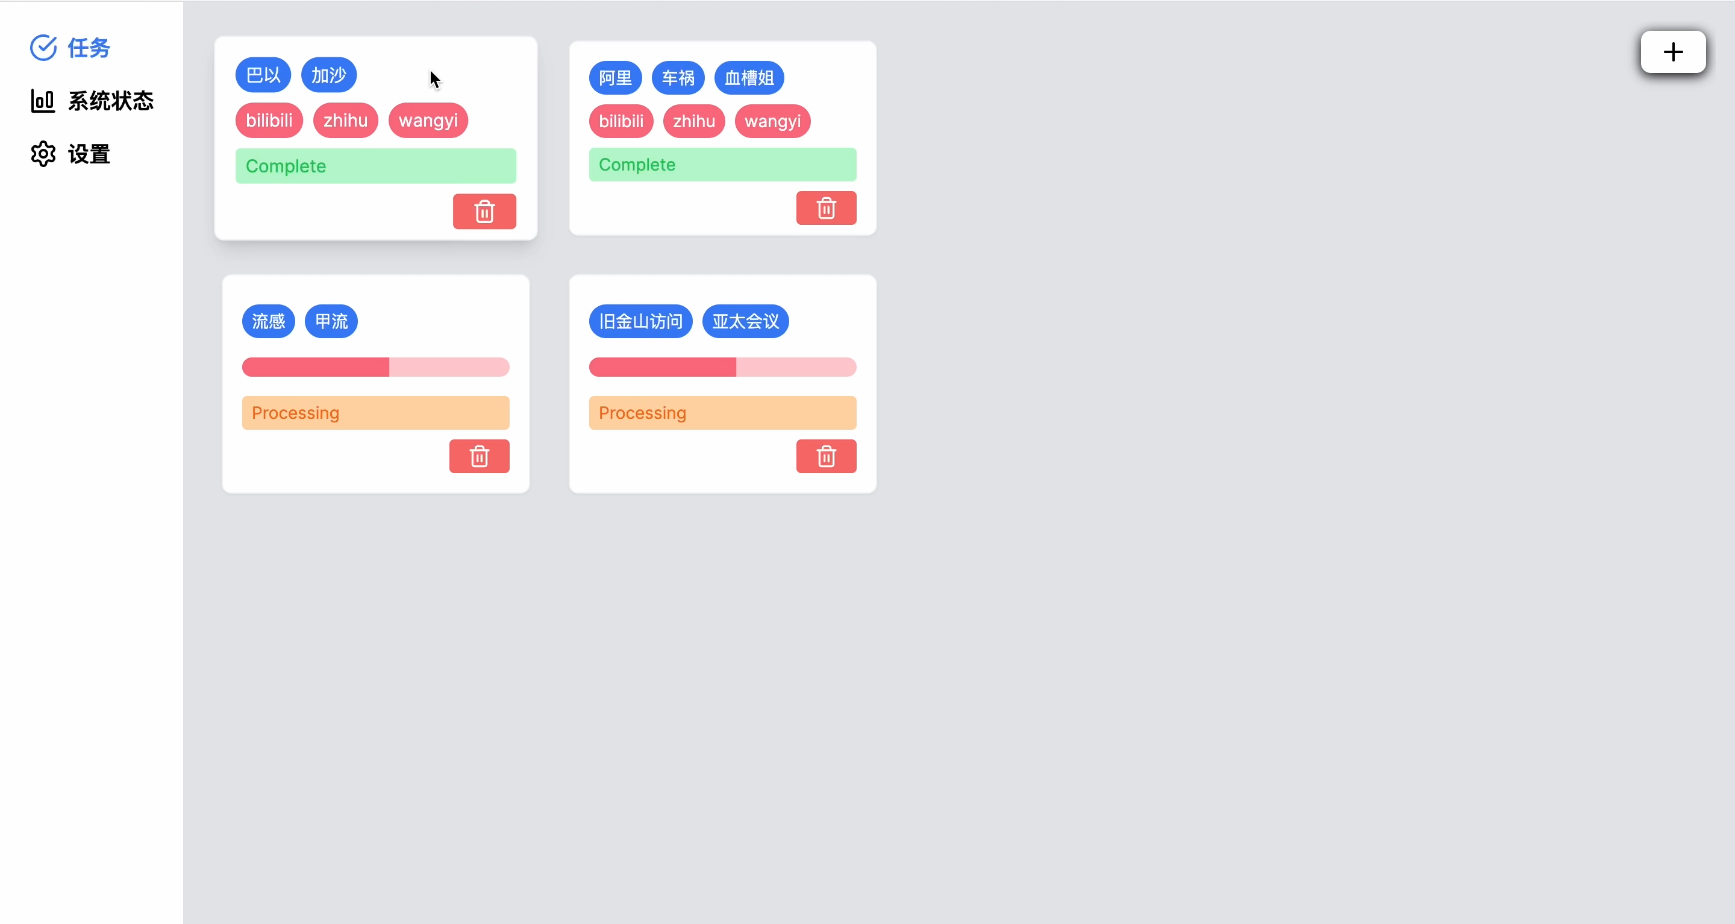 任务
系统状态
设置
巴以 加沙
bilibili zhihu wangyi
Complete
阿里 车祸 血槽姐
bilibili zhihu wangyi
Complete
流感 甲流
Processing
旧金山访问 亚太会议
Processing